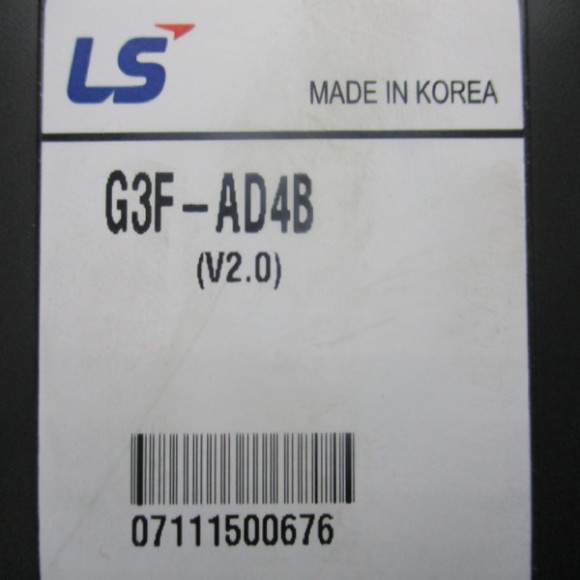 LS
MADE IN KOREA
G3F-AD4B
(V2.0)
07111500676